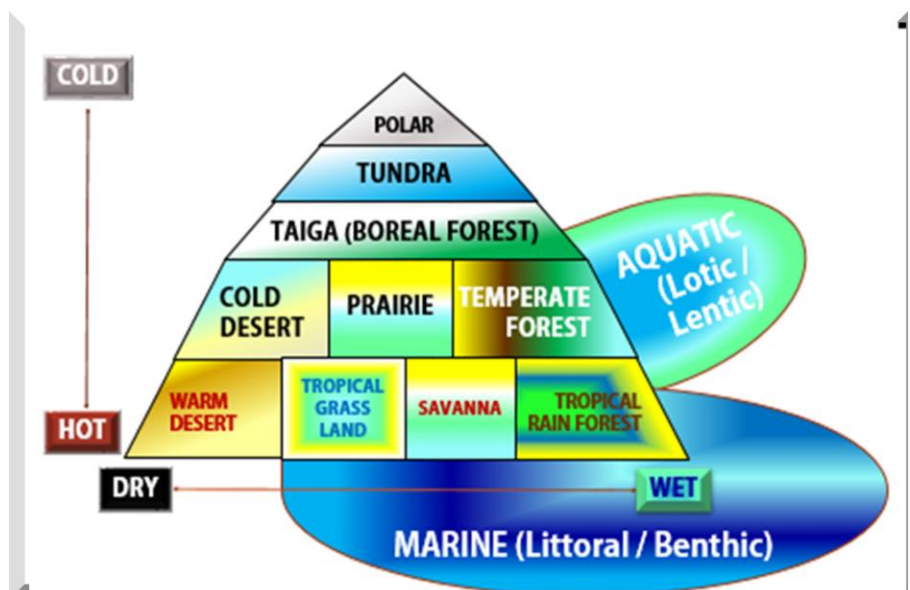 COLD
POLAR
TUNDRA
TAIGA (BOREAL FOREST)
COLD
DESERT
PRAIRIE
TEMPERATE
FOREST
AQUATIC
(Lotic /
Lentic)
WARM
DESERT
TROPICAL
GRASS
LAND
SAVANNA
TROPICAL
RAIN FOREST
HOT
DRY
WET
MARINE (Littoral / Benthic)